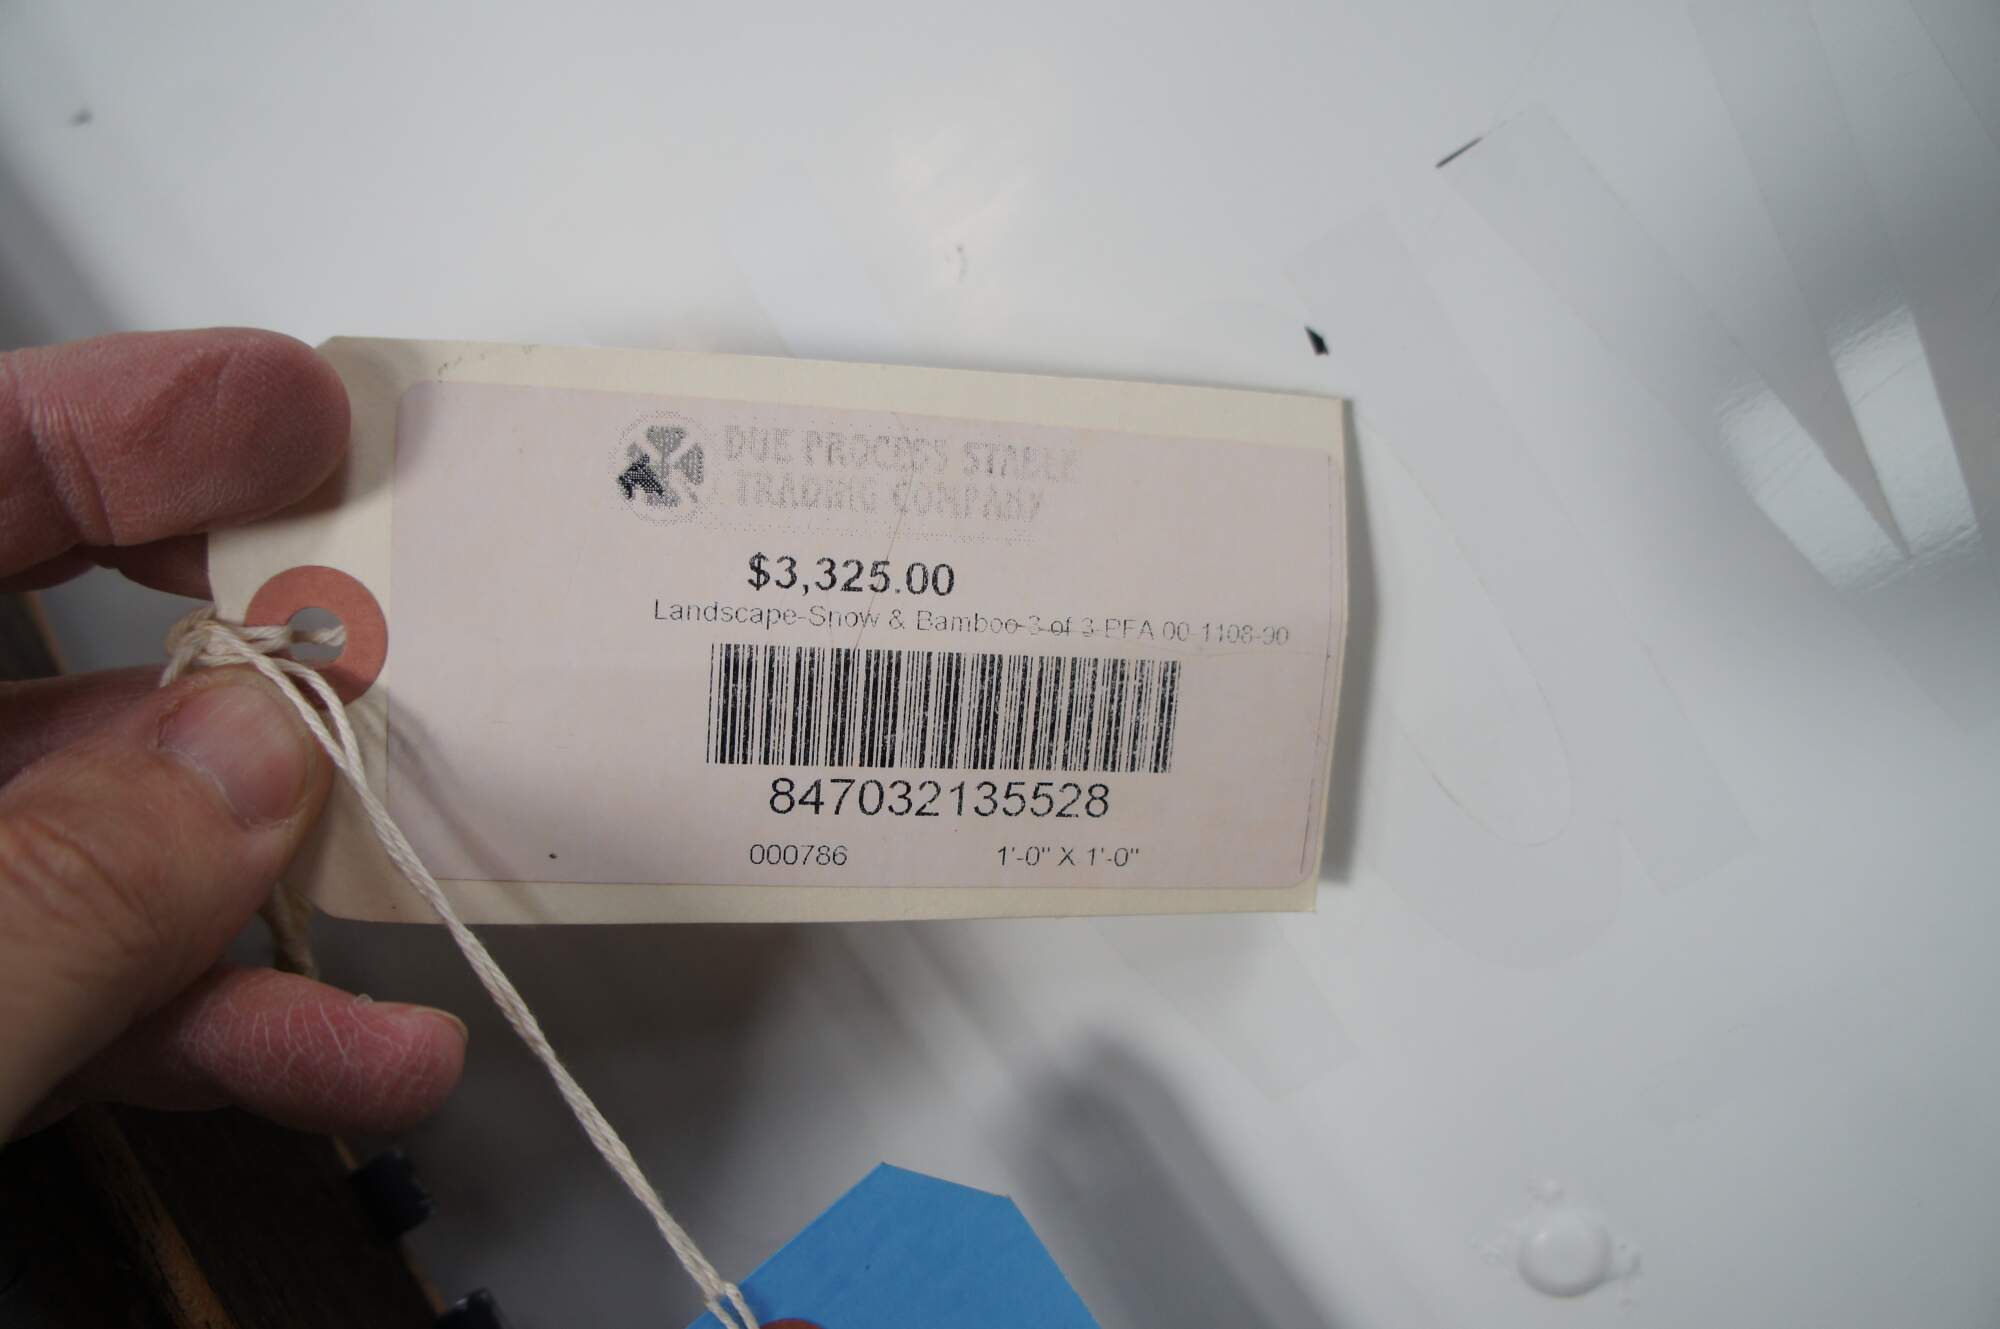 DUE PROCESS STABLE
TRADING COMPANY
$3,325.00
Landscape-Snow & Bamboo-3 of 3-PFA 00-1108-90
847032135528
000786 1'-0" X 1'-0"